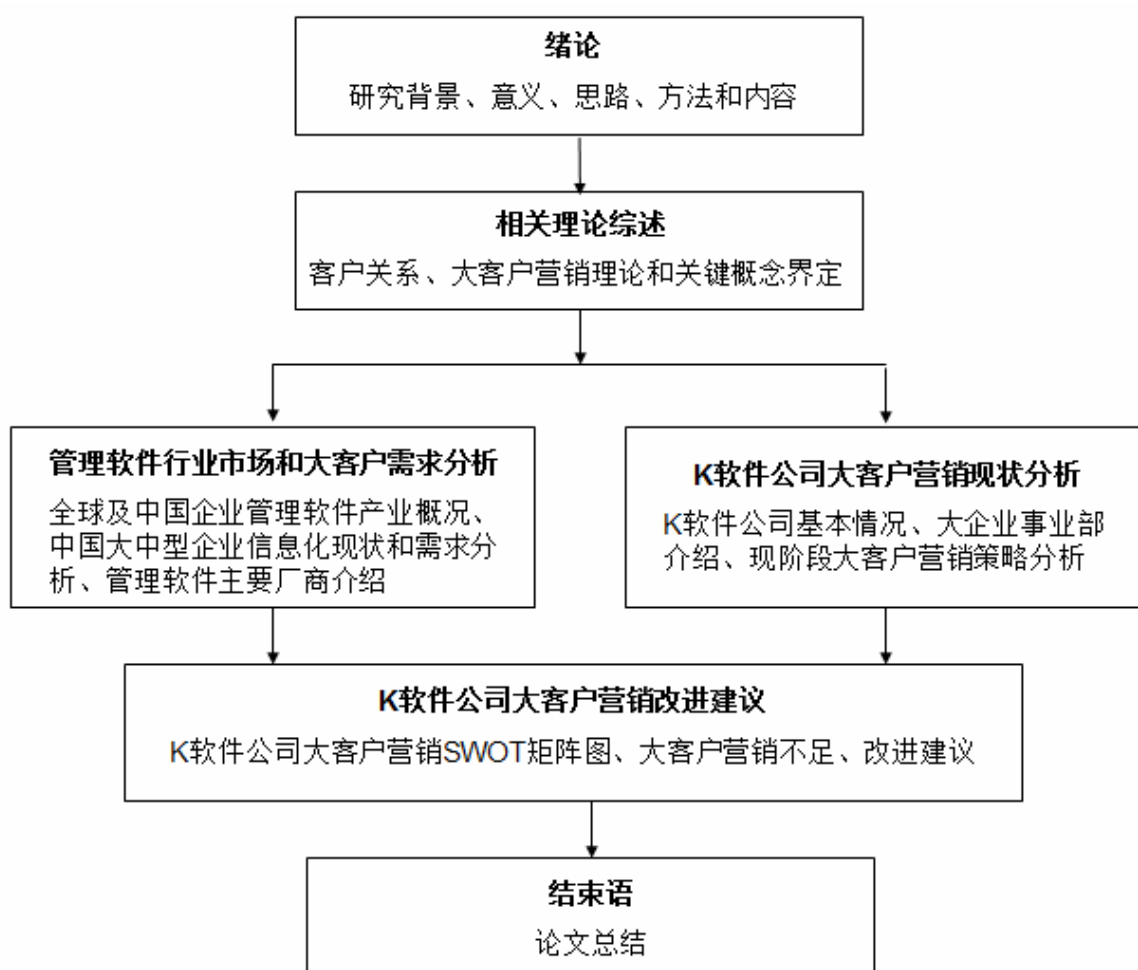 绪论
研究背景、意义、思路、方法和内容
相关理论综述
客户关系、大客户营销理论和关键概念界定
管理软件行业市场和大客户需求分析
全球及中国企业管理软件产业概况、
中国大中型企业信息化现状和需求分
析、管理软件主要厂商介绍
K软件公司大客户营销现状分析
K软件公司基本情况、大企业事业部
介绍、现阶段大客户营销策略分析
K软件公司大客户营销改进建议
K软件公司大客户营销SWOT矩阵图、大客户营销不足、改进建议
结束语
论文总结